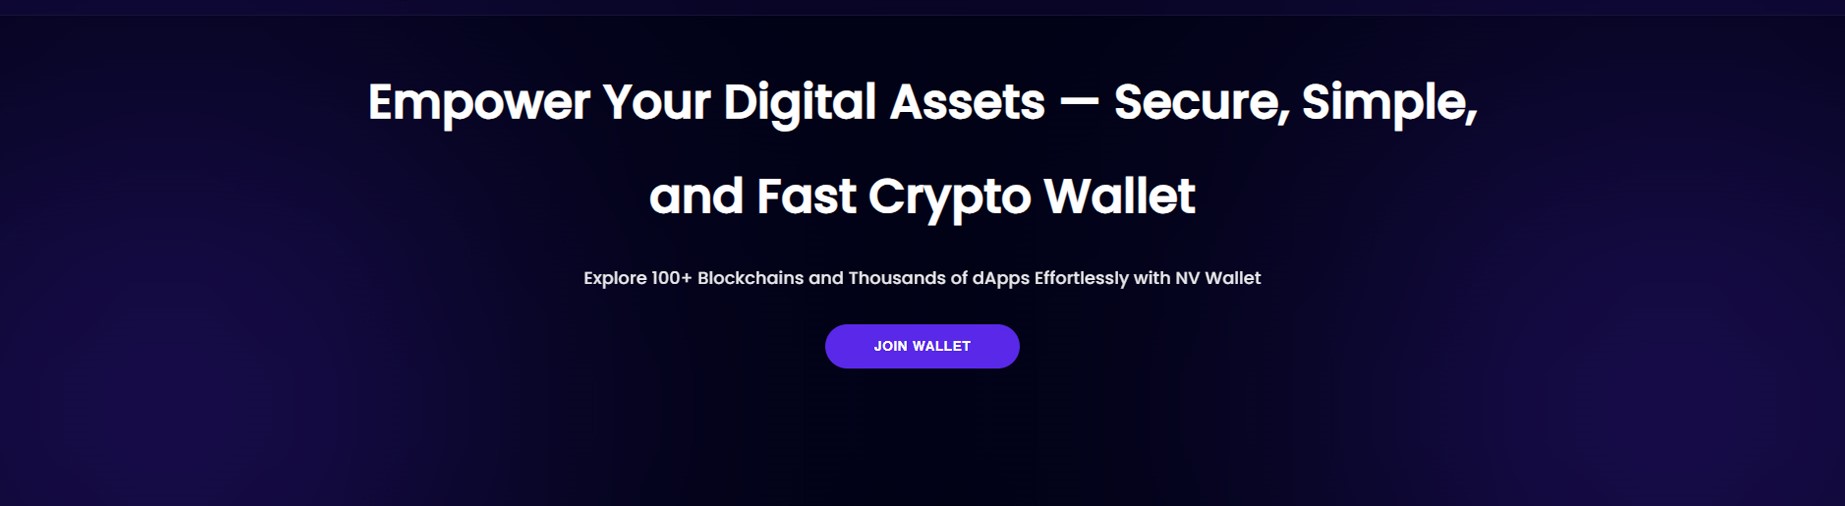 Empower Your Digital Assets — Secure, Simple,
and Fast Crypto Wallet
Explore 100+ Blockchains and Thousands of dApps Effortlessly with NV Wallet
JOIN WALLET